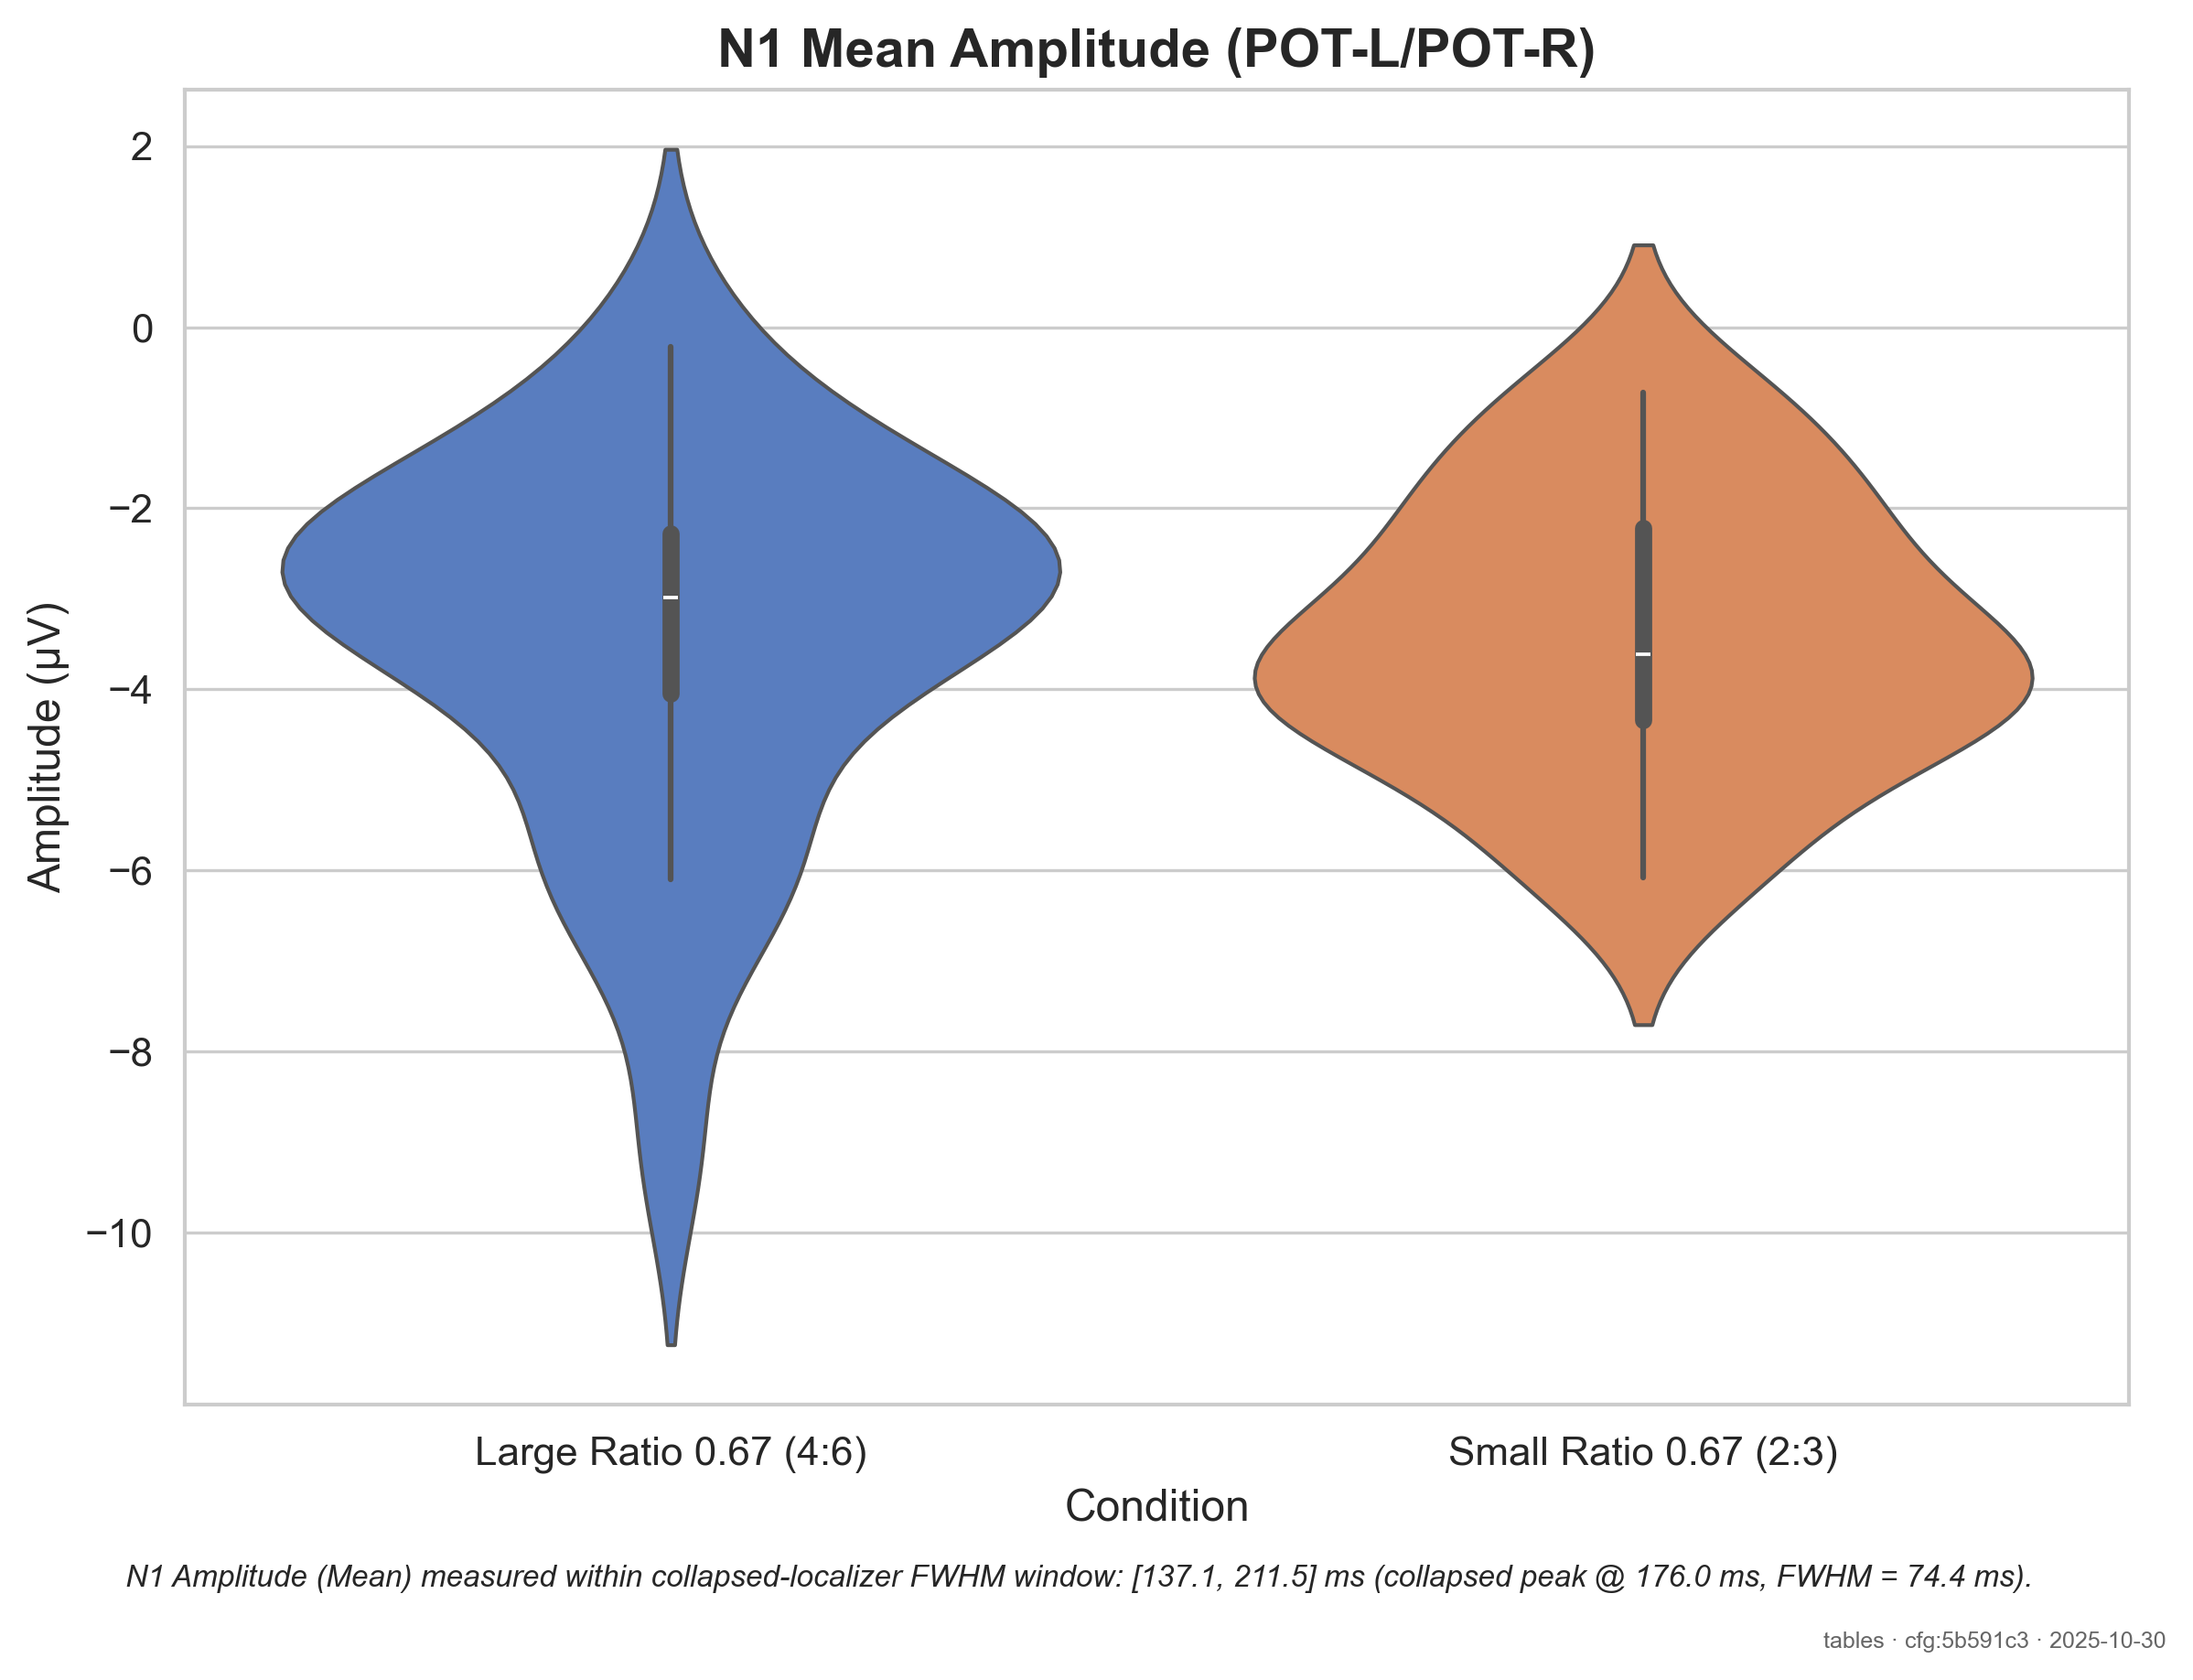 N1 Mean Amplitude (POT-L/POT-R)
2
0
−2
−4
−6
−8
−10
Amplitude (µV)
Large Ratio 0.67 (4:6)
Small Ratio 0.67 (2:3)
Condition
N1 Amplitude (Mean) measured within collapsed-localizer FWHM window: [137.1, 211.5] ms (collapsed peak @ 176.0 ms, FWHM = 74.4 ms).
tables · cfg:5b591c3 · 2025-10-30